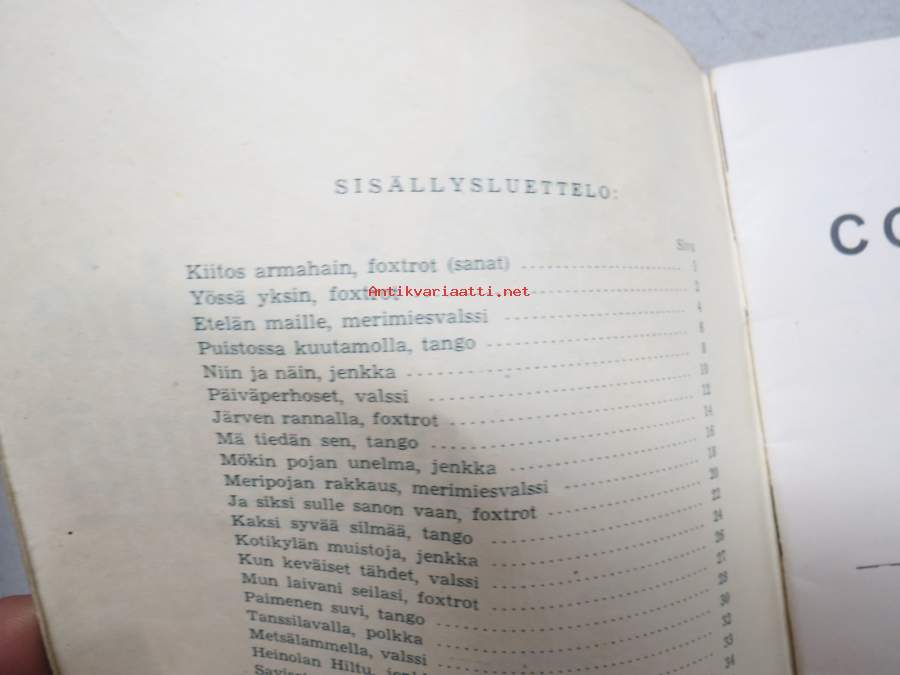 SISÄLLYSLUETTELO:
Sivu
Kiitos armahain, foxtrot (sanat) 1
Yössä yksin, foxtrot 2
Antikvariaatti.net
Etelän maille, merimiesvalssi 4
Puistossa kuutamolla, tango 6
Niin ja näin, jenkka 8
Päiväperhoset, valssi 10
Järven rannalla, foxtrot 12
Mä tiedän sen, tango 14
Mökin pojan unelma, jenkka 16
Meripojan rakkaus, merimiesvalssi 18
Ja siksi sulle sanon vaan, foxtrot 20
Kaksi syvää silmää, tango 22
Kotikylän muistoja, jenkka 24
Kun keväiset tähdet, valssi 26
Mun laivani seilasi, foxtrot 27
Paimenen suvi, tango 28
Tanssilavalla, polkka 30
Metsälammella, valssi 32
Heinolan Hiltu, 33
34
CO